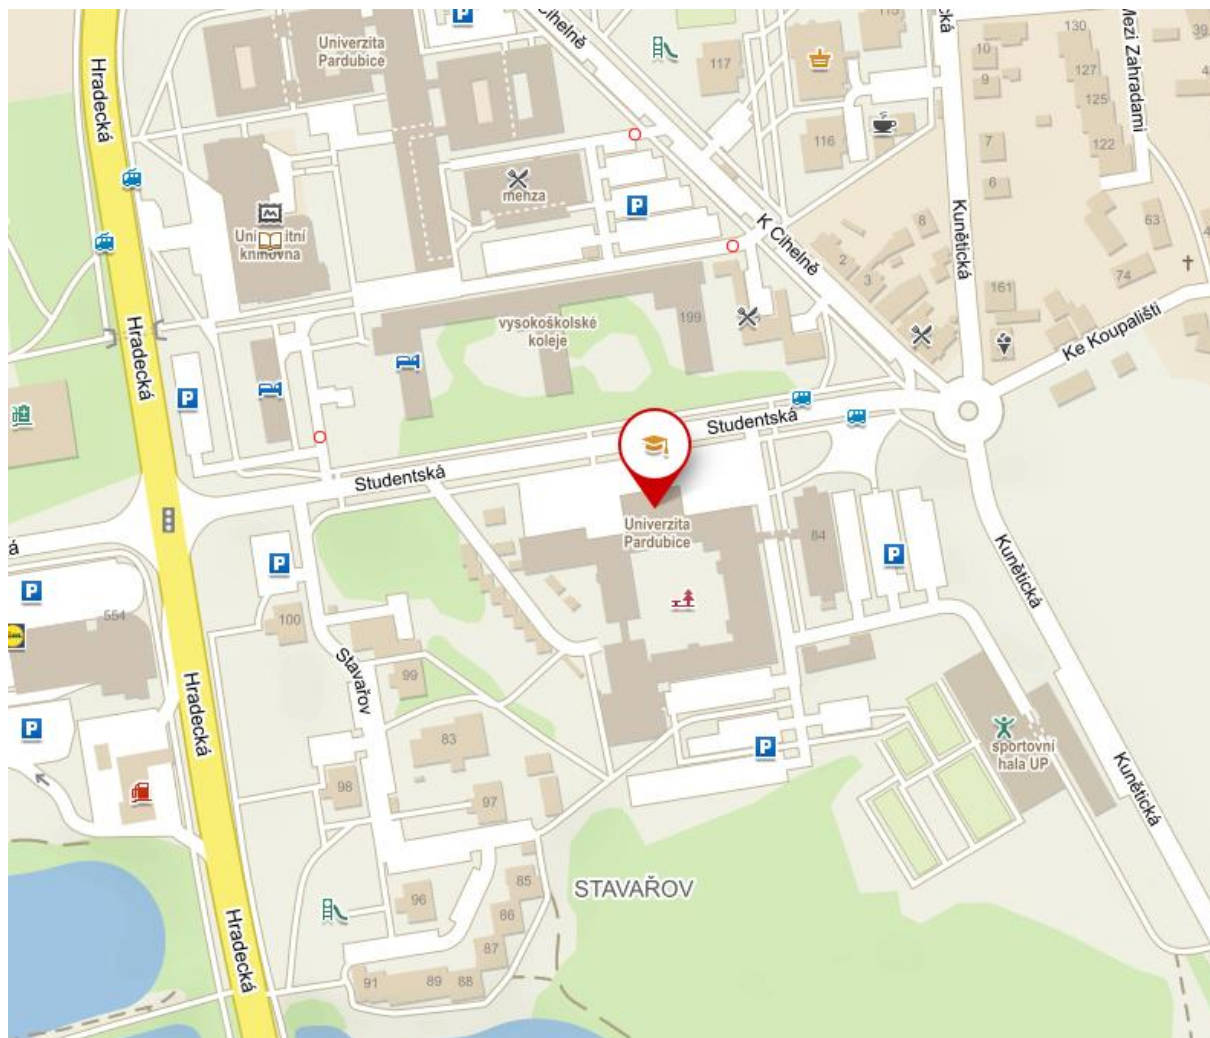 P
K Cihelně
Univerzita
Pardubice
Hradecká
117
115
130
127
125
122
10
9
7
6
39
Mezi Zahradami
116
menza
P
knihovna
K Cihelně
Kunětická
8
2
3
63
74
161
Ke Koupališti
Hradecká
vysokoškolské
koleje
199
P
Studentská
Studentská
Univerzita
Pardubice
84
P
P
P
554
100
Kunětická
Stavařov
99
Hradecká
P
83
P
sportovní
hala UP
98
97
Kunětická
96
85
86
87
STAVAŘOV
Hradecká
91
89
88